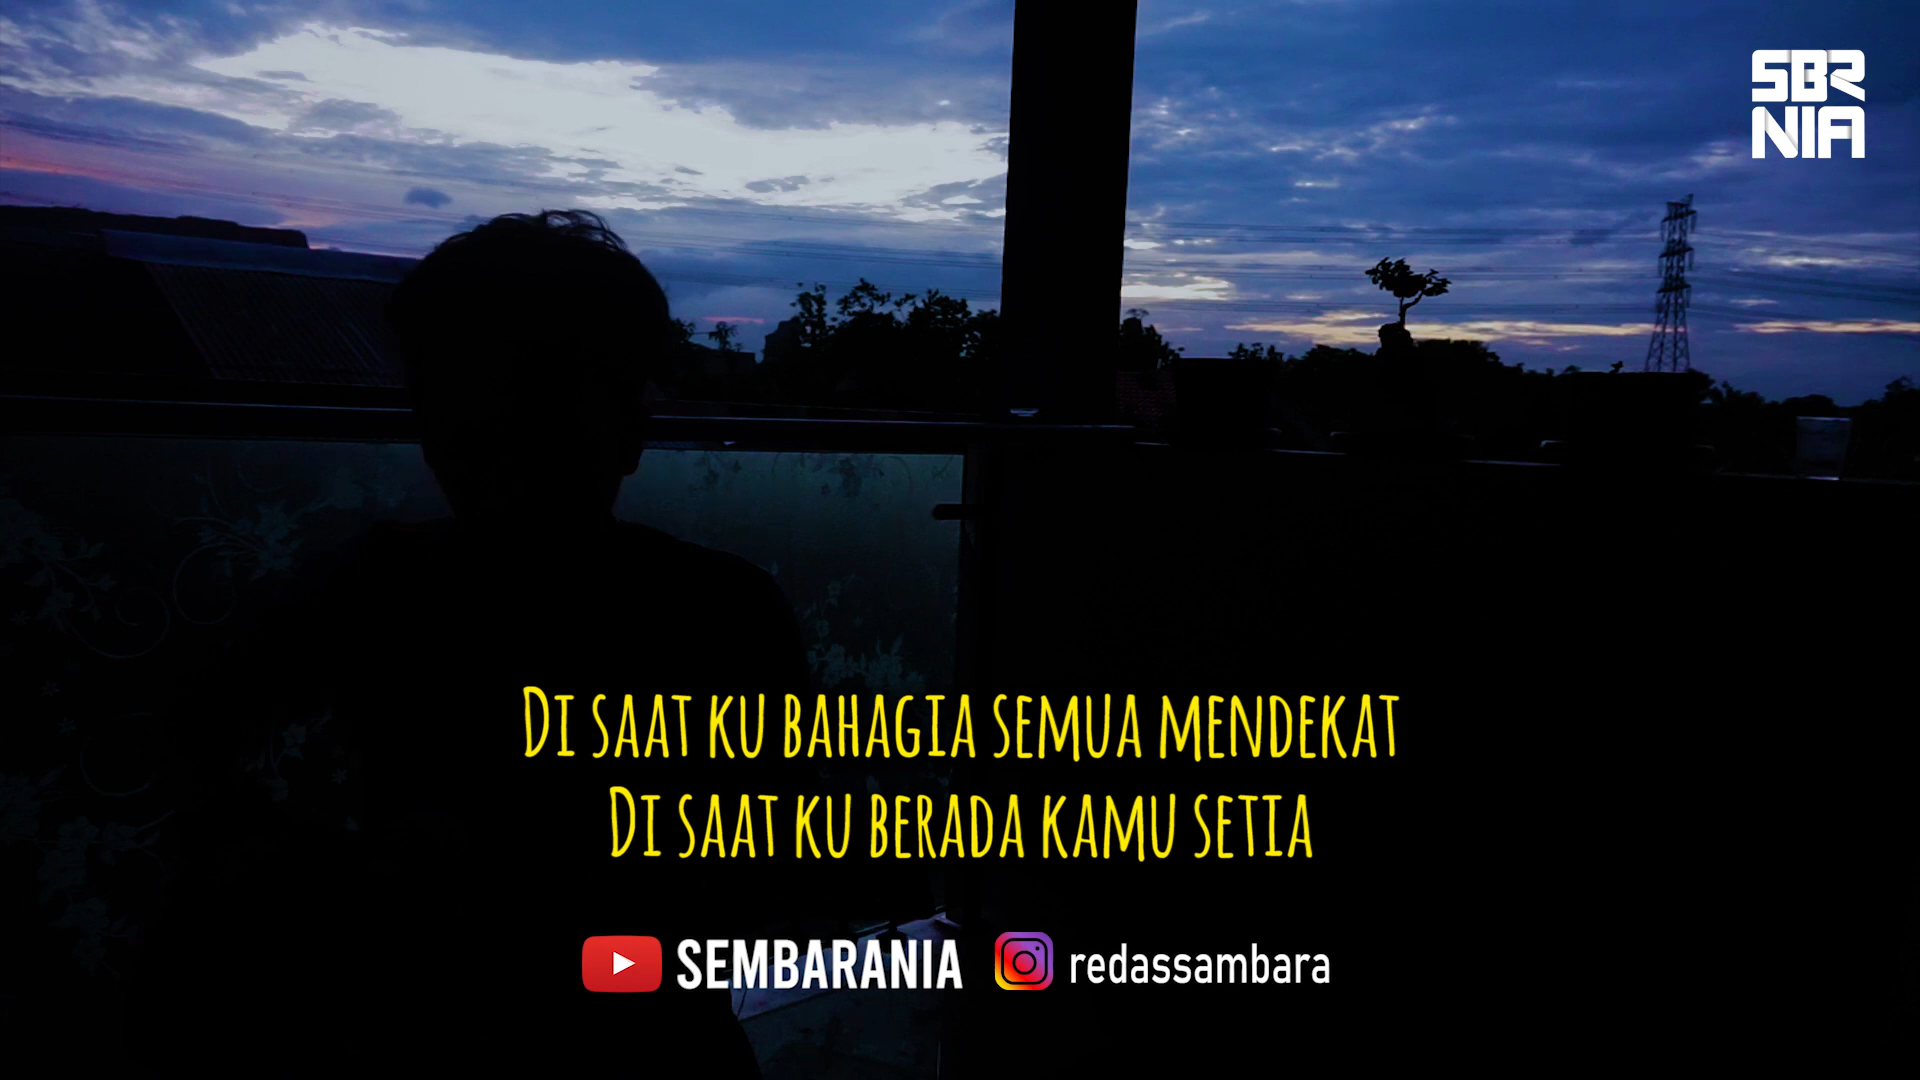 SBR
NIA
DI SAAT KU BAHAGIA SEMUA MENDEKAT
DI SAAT KU BERADA KAMU SETIA
SEMBARANIA redassambara